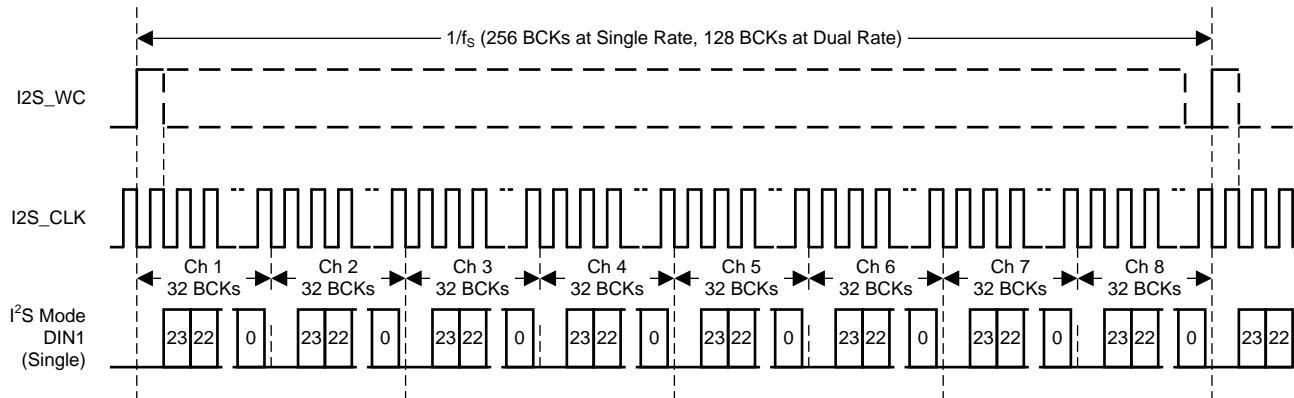 1/fS (256 BCKs at Single Rate, 128 BCKs at Dual Rate)
I2S_WC
I2S_CLK
Ch 1 Ch 2 Ch 3 Ch 4 Ch 5 Ch 6 Ch 7 Ch 8
32 BCKs 32 BCKs 32 BCKs 32 BCKs 32 BCKs 32 BCKs 32 BCKs 32 BCKs
I²S Mode
DIN1
(Single)
23 22 0 23 22 0 23 22 0 23 22 0 23 22 0 23 22 0 23 22 0 23 22 0 23 22